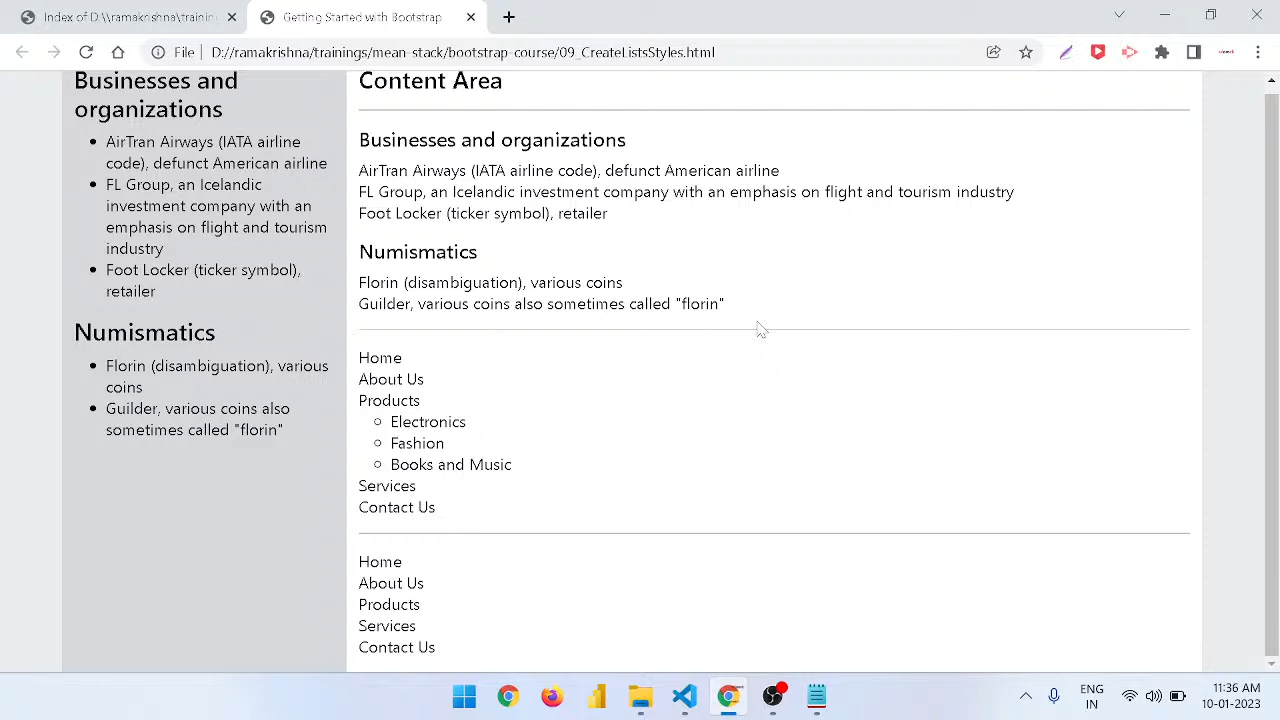 Index of D:\\ramakrishna\trainin
Getting Started with Bootstrap
File
D://ramakrishna/trainings/mean-stack/bootstrap-course/09_CreateListsStyles.html
Businesses and
organizations
AirTran Airways (IATA airline
code), defunct American airline
FL Group, an Icelandic
investment company with an
emphasis on flight and tourism
industry
Foot Locker (ticker symbol),
retailer
Numismatics
Florin (disambiguation), various
coins
Guilder, various coins also
sometimes called "florin"
Content Area
Businesses and organizations
AirTran Airways (IATA airline code), defunct American airline
FL Group, an Icelandic investment company with an emphasis on flight and tourism industry
Foot Locker (ticker symbol), retailer
Numismatics
Florin (disambiguation), various coins
Guilder, various coins also sometimes called "florin"
Home
About Us
Products
Electronics
Fashion
Books and Music
Services
Contact Us
Home
About Us
Products
Services
Contact Us
ENG
IN
11:36 AM
10-01-2023